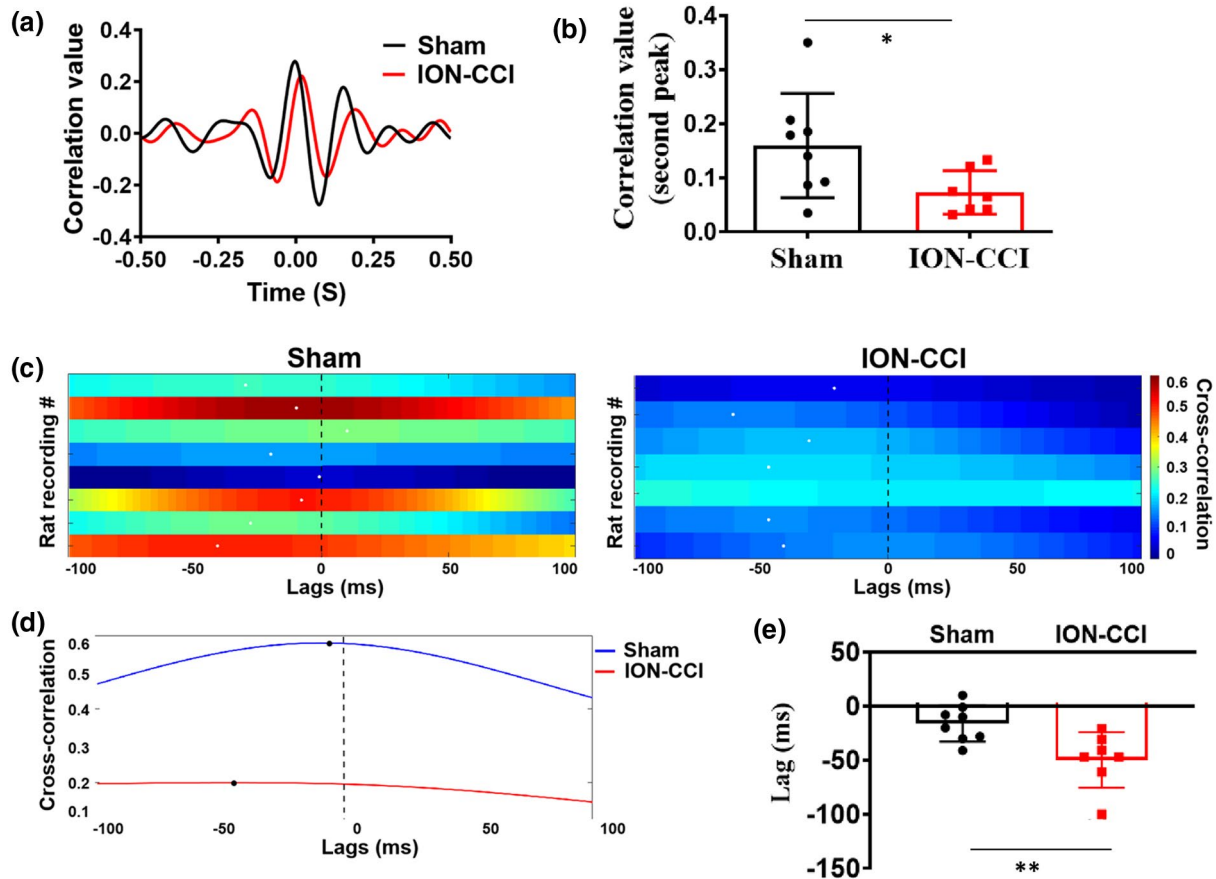 (a)
0.4
0.2
0.0
-0.2
-0.4
Correlation value
Sham
ION-CCI
-0.50
-0.25
0.00
0.25
0.50
Time (S)
(b)
0.4
0.3
0.2
0.1
0.0
Correlation value
(second peak)
*
Sham
ION-CCI
(c)
Sham
Rat recording #
-100
-50
0
50
100
Lags (ms)
ION-CCI
Rat recording #
-100
-50
0
50
100
Lags (ms)
0.6
0.5
0.4
0.3
0.2
0.1
0
Cross-correlation
(d)
0.6
0.5
0.4
0.3
0.2
0.1
Cross-correlation
Sham
ION-CCI
-100
-50
0
50
100
Lags (ms)
(e)
Sham
ION-CCI
50
0
-50
-100
-150
Lag (ms)
**